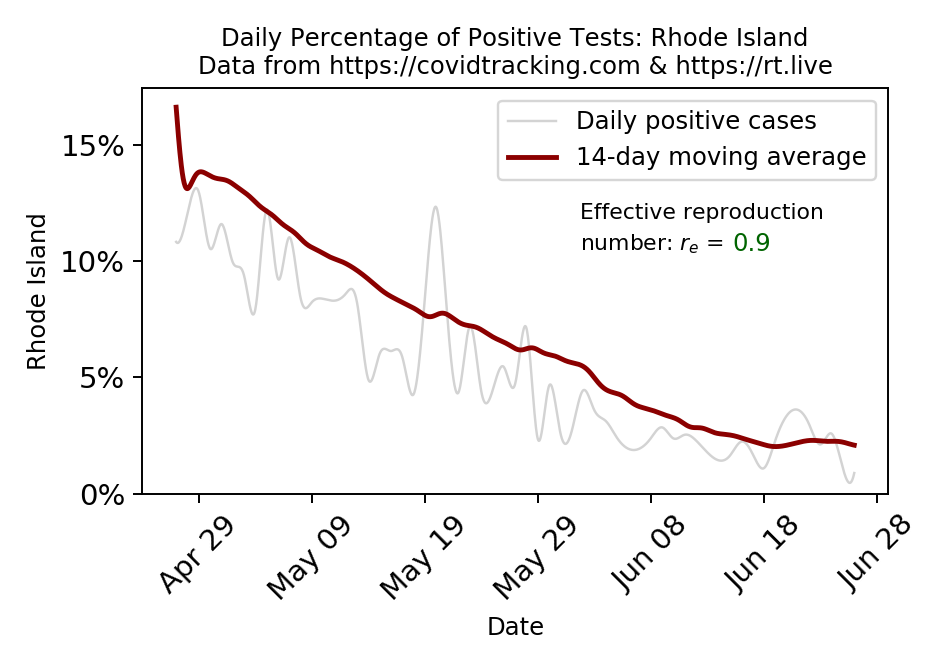 Daily Percentage of Positive Tests: Rhode Island
Data from https://covidtracking.com & https://rt.live
Daily positive cases
14-day moving average
Effective reproduction
number: rₑ = 0.9
Rhode Island
15%
10%
5%
0%
Apr 29
May 09
May 19
May 29
Jun 08
Jun 18
Jun 28
Date